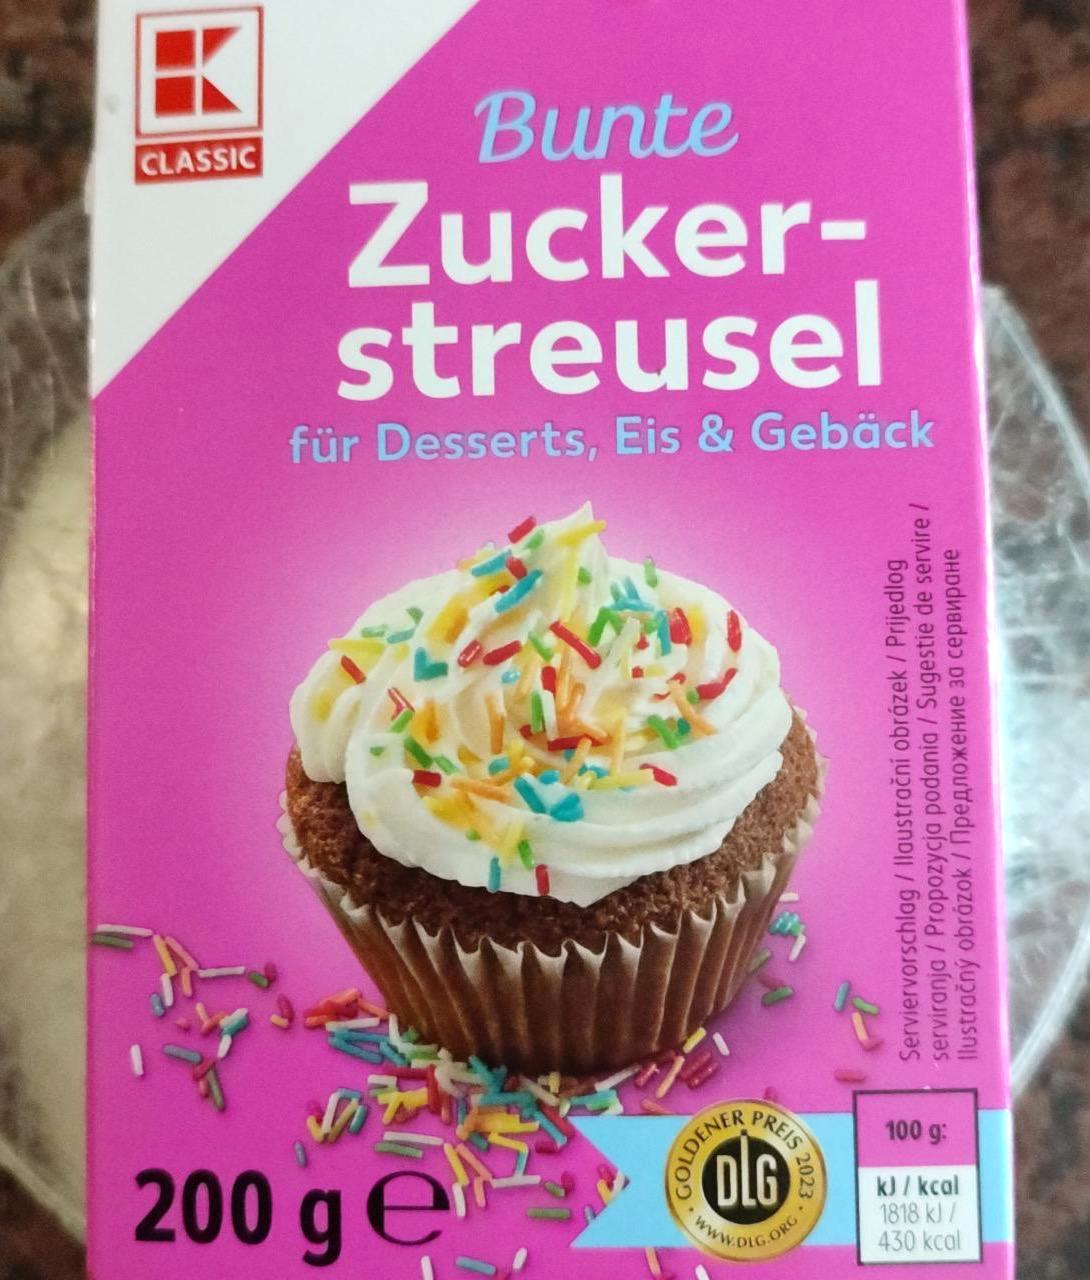 K
CLASSIC
Bunte
Zucker-
streusel
für Desserts, Eis & Gebäck
Serviervorschlag / Ilaustrační obrázek / Prijedlog
serviranja / Propozycja podania / Sugestie de servire /
Ilustračný obrázok / Предложение за сервиране
200 g e
GOLDENER PREIS 2023
DLG
WWW.DLG.ORG
100 g:
kJ / kcal
1818 kJ /
430 kcal